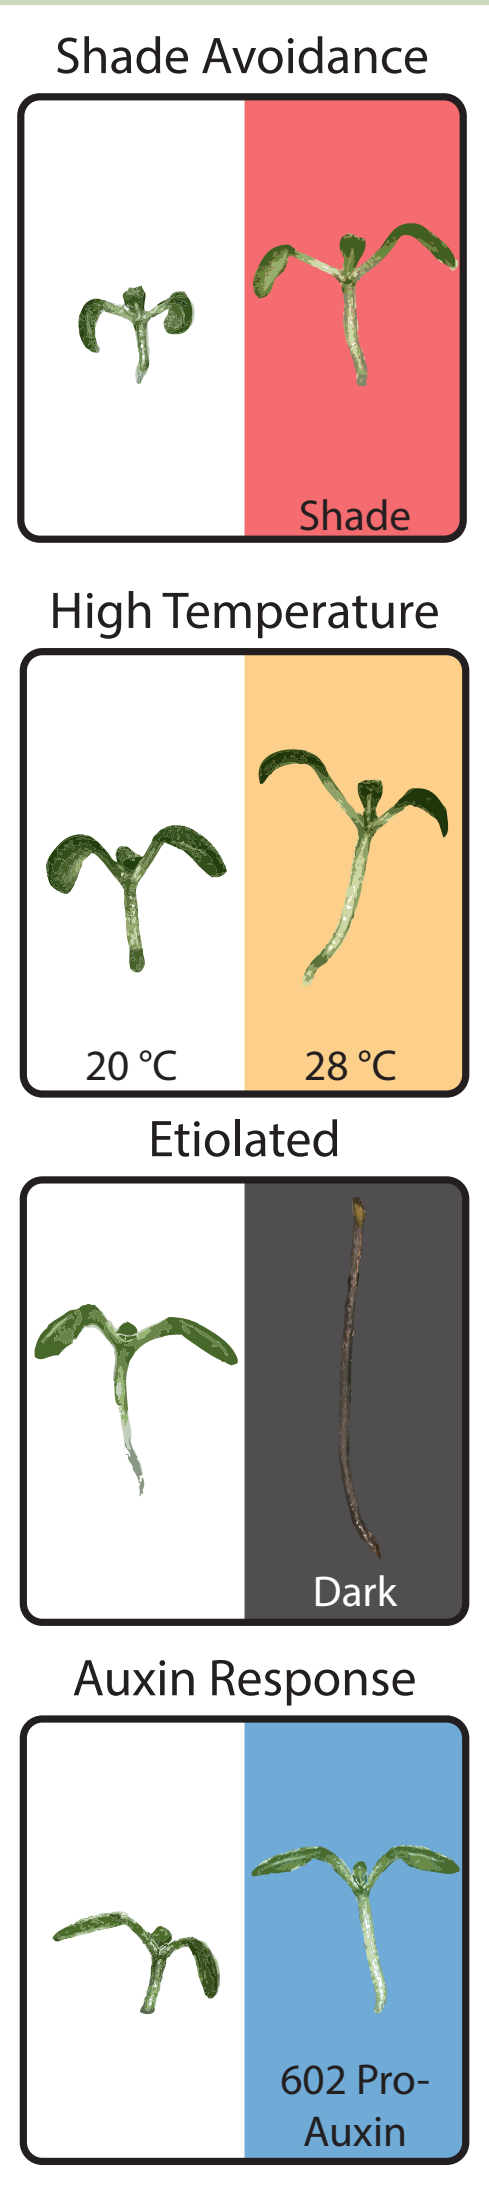 Shade Avoidance
Shade
High Temperature
20 °C
28 °C
Etiolated
Dark
Auxin Response
602 Pro-
Auxin